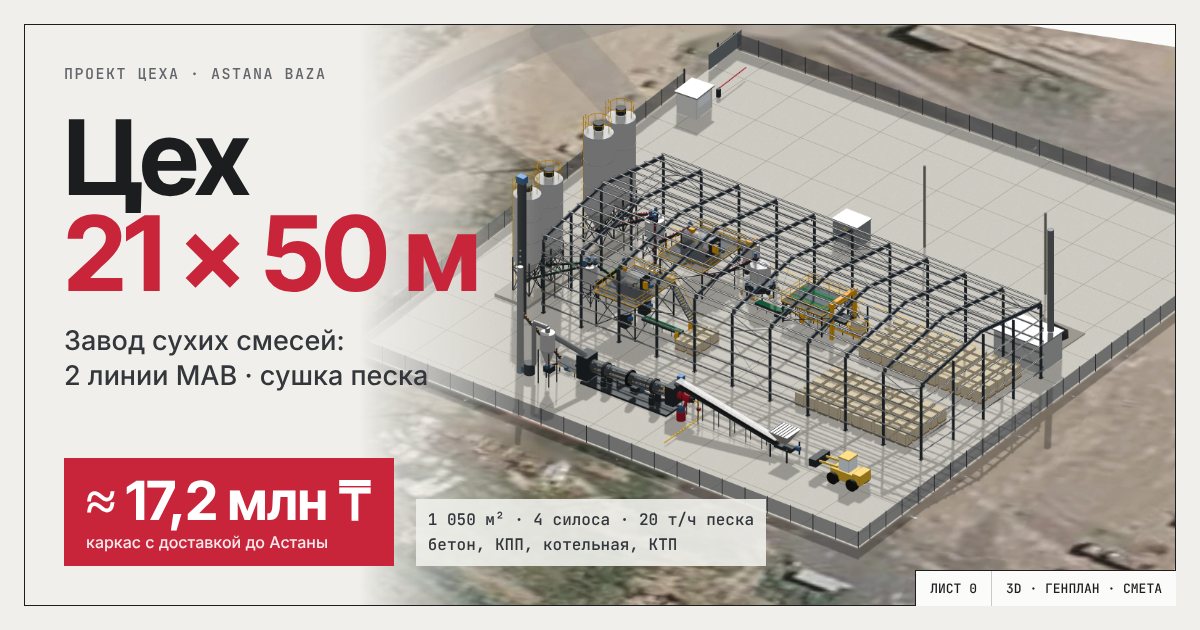 ПРОЕКТ ЦЕХА · ASTANA BAZA
Цех
21 × 50 м
Завод сухих смесей:
2 линии МАВ · сушка песка
≈ 17,2 млн ₸
каркас с доставкой до Астаны
1 050 м² · 4 силоса · 20 т/ч песка
бетон, КПП, котельная, КТП
ЛИСТ 0
3D · ГЕНПЛАН · СМЕТА